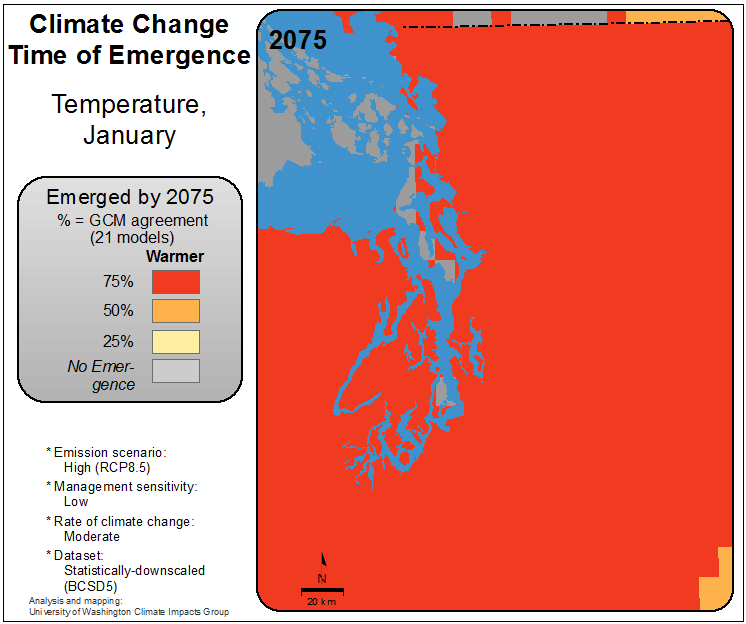 Climate Change
Time of Emergence
Temperature,
January
Emerged by 2075
% = GCM agreement
(21 models)
Warmer
75%
50%
25%
No Emer-
gence
* Emission scenario:
High (RCP8.5)
* Management sensitivity:
Low
* Rate of climate change:
Moderate
* Dataset:
Statistically-downscaled
(BCSD5)
Analysis and mapping:
University of Washington Climate Impacts Group
2075
N
20 km